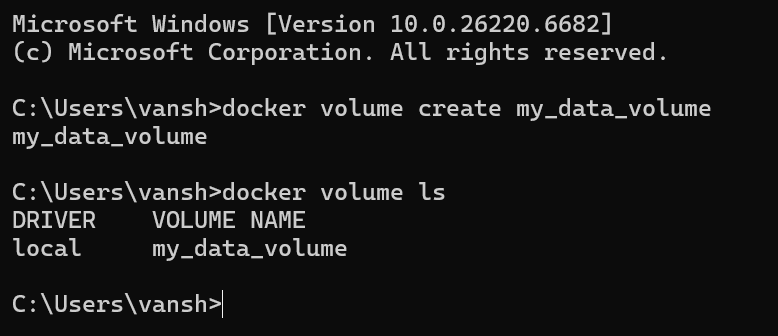 Microsoft Windows [Version 10.0.26220.6682]
(c) Microsoft Corporation. All rights reserved.
C:\Users\vansh>docker volume create my_data_volume
my_data_volume
C:\Users\vansh>docker volume ls
DRIVER    VOLUME NAME
local     my_data_volume
C:\Users\vansh>